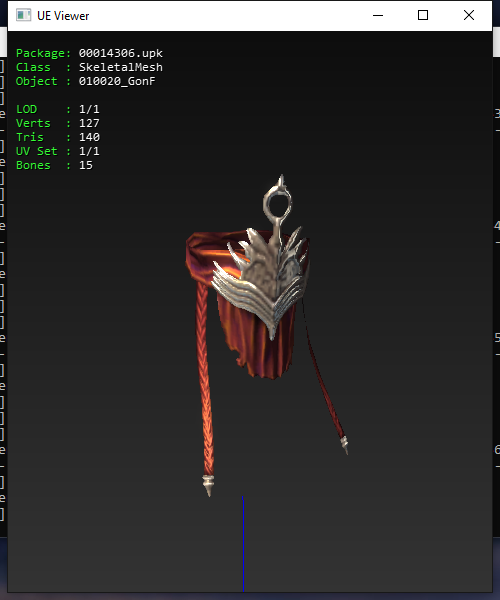 UE Viewer
Package: 00014306.upk
Class : SkeletalMesh
Object : 010020_GonF
LOD : 1/1
Verts : 127
Tris : 140
UV Set : 1/1
Bones : 15